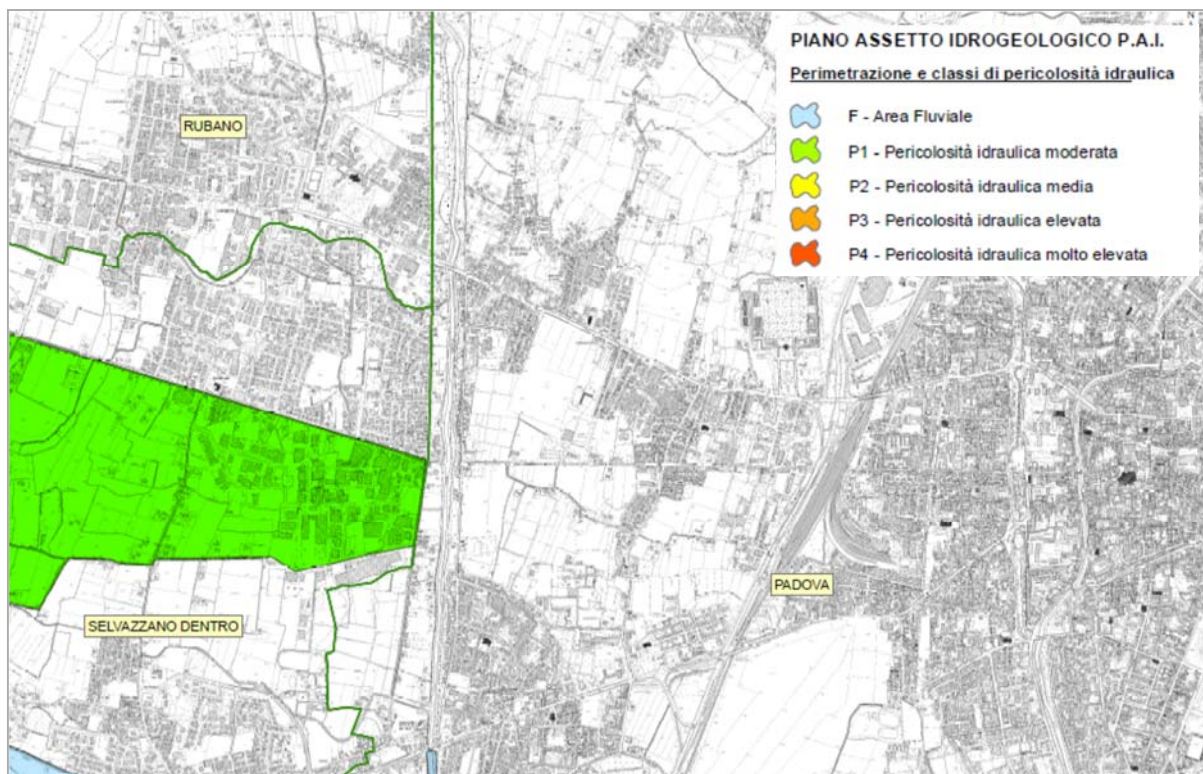 PIANO ASSETTO IDROGEOLOGICO P.A.I.
Perimetrazione e classi di pericolosità idraulica
F - Area Fluviale
P1 - Pericolosità idraulica moderata
P2 - Pericolosità idraulica media
P3 - Pericolosità idraulica elevata
P4 - Pericolosità idraulica molto elevata
RUBANO
PADOVA
SELVAZZANO DENTRO